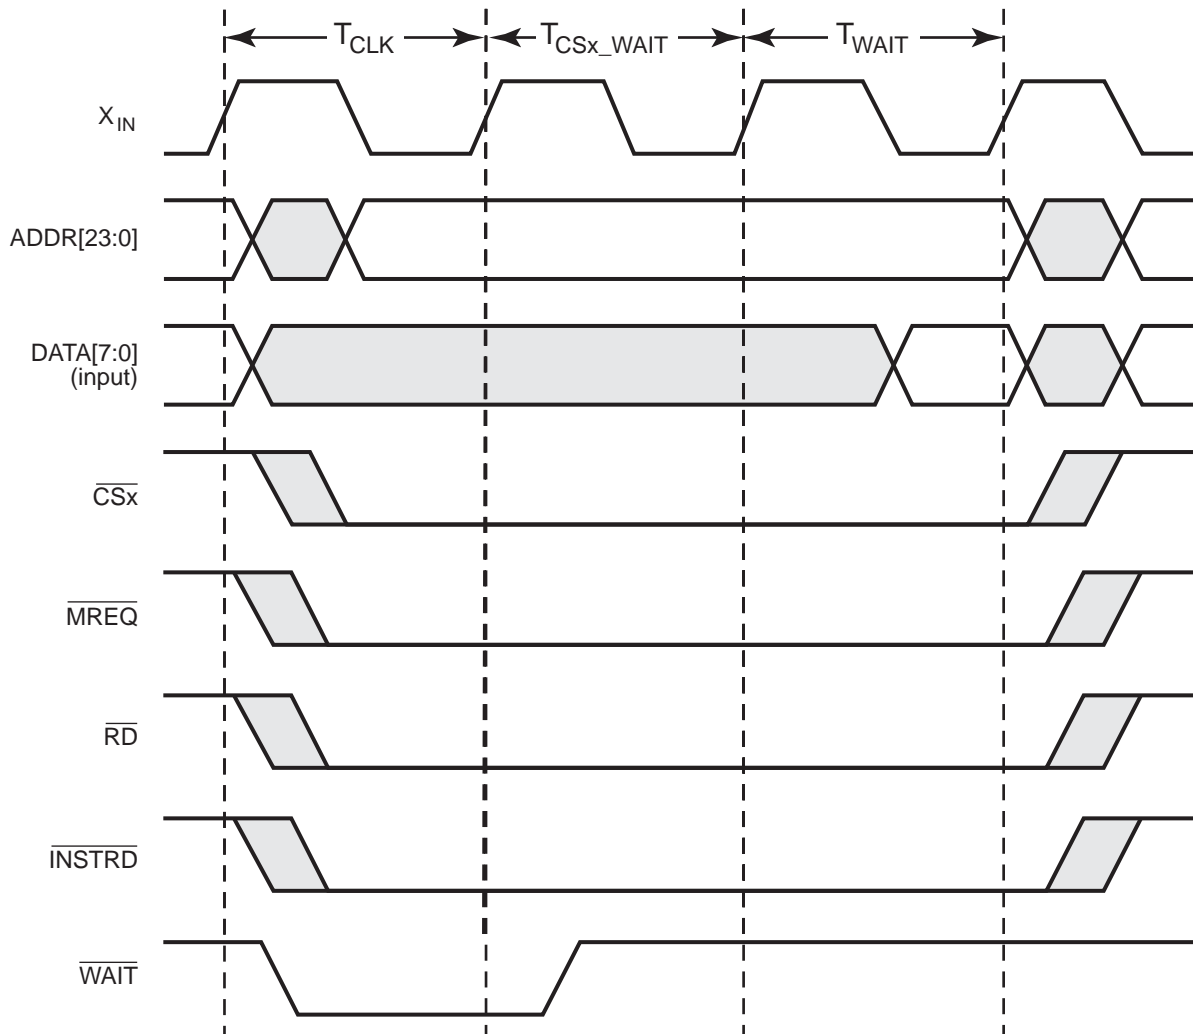 T_CLK T_CSx_WAIT T_WAIT
X_IN
ADDR[23:0]
DATA[7:0]
(input)
CSx
MREQ
RD
INSTRD
WAIT